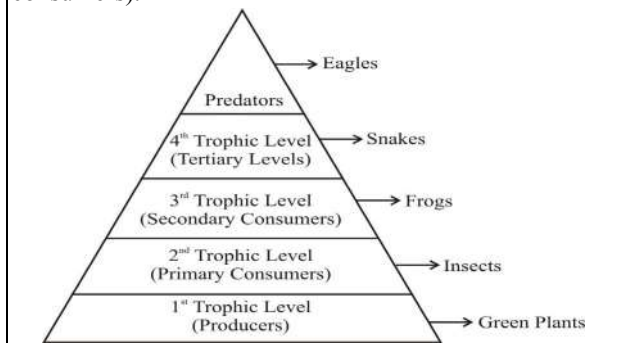 Eagles
Predators
4th Trophic Level
(Tertiary Levels)
Snakes
3rd Trophic Level
(Secondary Consumers)
Frogs
2nd Trophic Level
(Primary Consumers)
Insects
1st Trophic Level
(Producers)
Green Plants